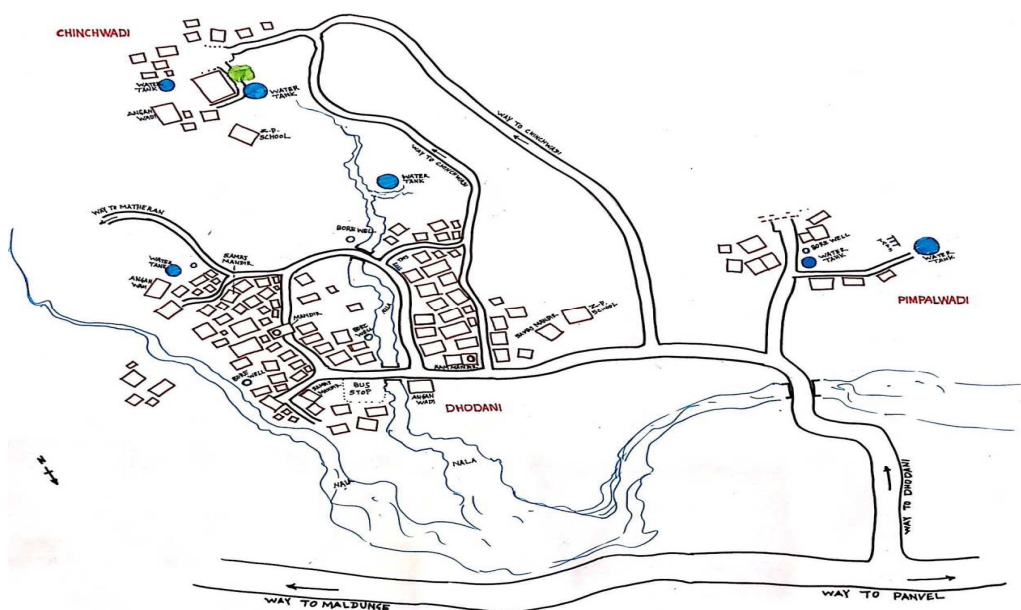 CHINCHWADI
WATER
TANK
WATER
TANK
ANGAN
WADI
Z.P.
SCHOOL
WAY TO CHINCHWADI
WAY TO CHINCHWADI
WATER
TANK
WAY TO MATHERAN
BORE WELL
WATER
TANK
MANDIR
ANGAN
WADI
BORE WELL
WATER
TANK
WATER
TANK
PIMPALWADI
MANDIR
BORE
WELL
Z.P.
SCHOOL
BORE
WELL
BUS
STOP
ANGAN
WADI
DHODANI
N
NALA
NALA
WAY TO DHODANI
WAY TO MALDUNGE
WAY TO PANVEL